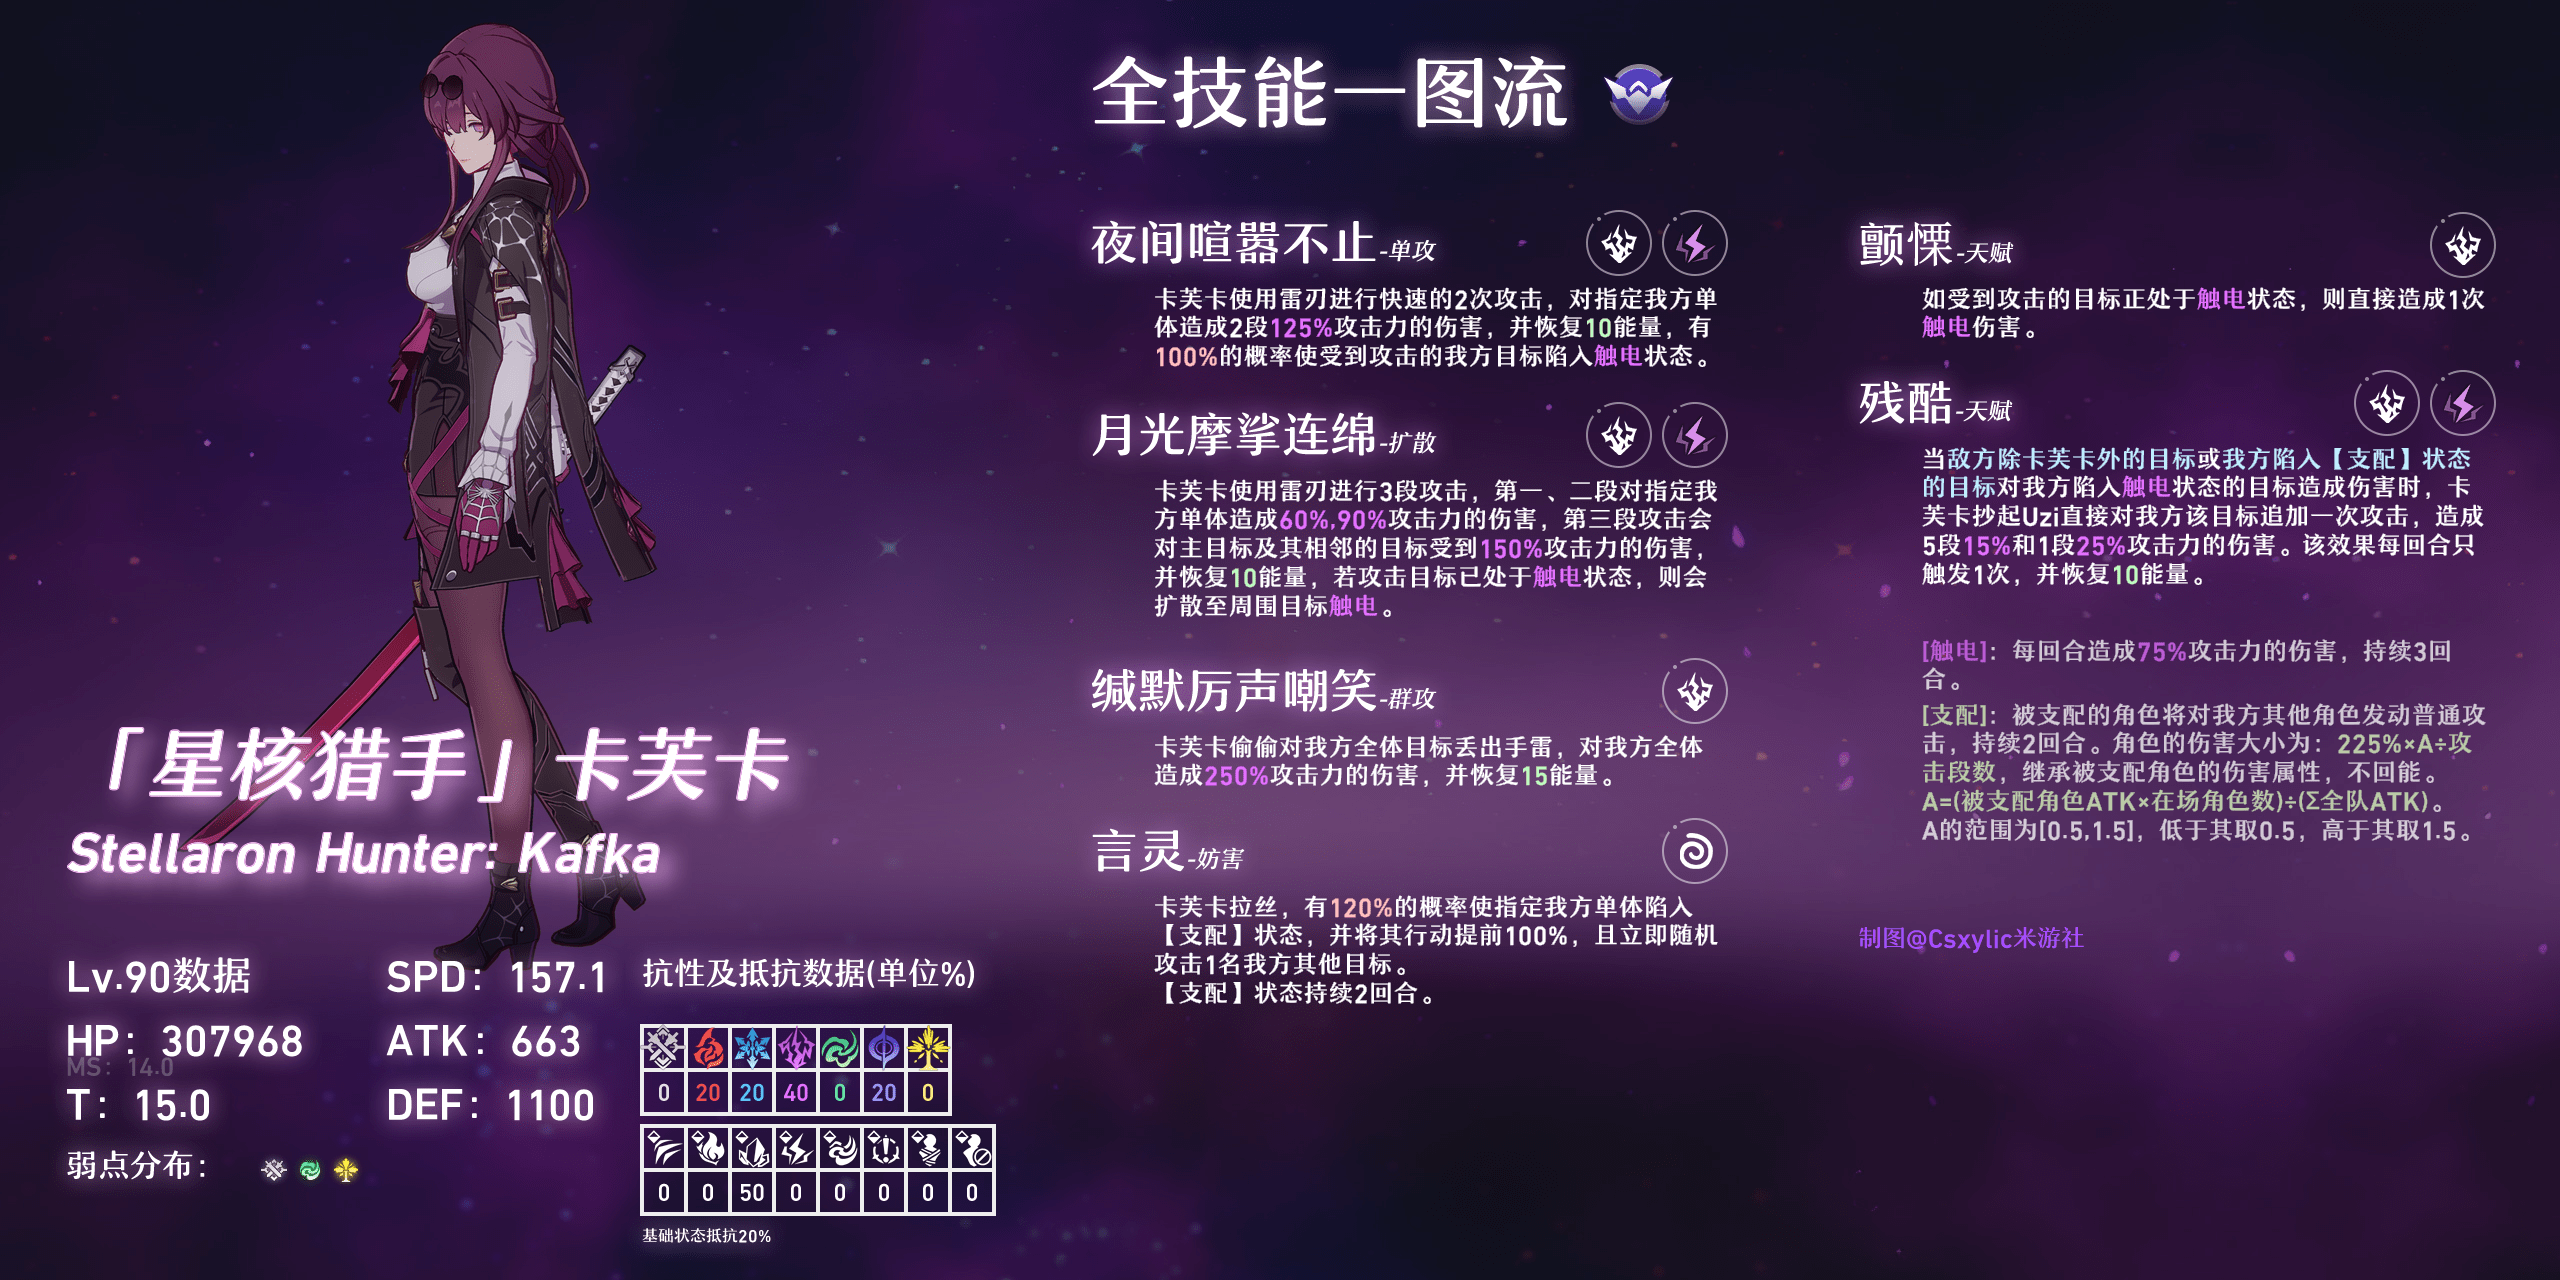 全技能一图流
夜间喧嚣不止-单攻
卡芙卡使用雷刃进行快速的2次攻击，对指定我方单
体造成2段125%攻击力的伤害，并恢复10能量，有
100%的概率使受到攻击的我方目标陷入触电状态。
月光摩挲连绵-扩散
卡芙卡使用雷刃进行3段攻击，第一、二段对指定我
方单体造成60%,90%攻击力的伤害，第三段攻击会
对主目标及其相邻的目标受到150%攻击力的伤害，
并恢复10能量，若攻击目标已处于触电状态，则会
扩散至周围目标触电。
缄默厉声嘲笑-群攻
卡芙卡偷偷对我方全体目标丢出手雷，对我方全体
造成250%攻击力的伤害，并恢复15能量。
言灵-妨害
卡芙卡拉丝，有120%的概率使指定我方单体陷入
【支配】状态，并将其行动提前100%，且立即随机
攻击1名我方其他目标。
【支配】状态持续2回合。
颤慄-天赋
如受到攻击的目标正处于触电状态，则直接造成1次
触电伤害。
残酷-天赋
当敌方除卡芙卡外的目标或我方陷入【支配】状态
的目标对我方陷入触电状态的目标造成伤害时，卡
芙卡抄起Uzi直接对我方该目标追加一次攻击，造成
5段15%和1段25%攻击力的伤害。该效果每回合只
触发1次，并恢复10能量。
[触电]：每回合造成75%攻击力的伤害，持续3回
合。
[支配]：被支配的角色将对我方其他角色发动普通攻
击，持续2回合。角色的伤害大小为：225%×A÷攻
击段数，继承被支配角色的伤害属性，不回能。
A=(被支配角色ATK×在场角色数)÷(Σ全队ATK)。
A的范围为[0.5,1.5]，低于其取0.5，高于其取1.5。
制图@Csxylic米游社
「星核猎手」卡芙卡
Stellaron Hunter: Kafka
Lv.90数据
SPD：157.1
HP：307968
ATK：663
MS：14.0
T：15.0
DEF：1100
弱点分布：
抗性及抵抗数据(单位%)
0 20 20 40 0 20 0
0 0 50 0 0 0 0 0
基础状态抵抗20%